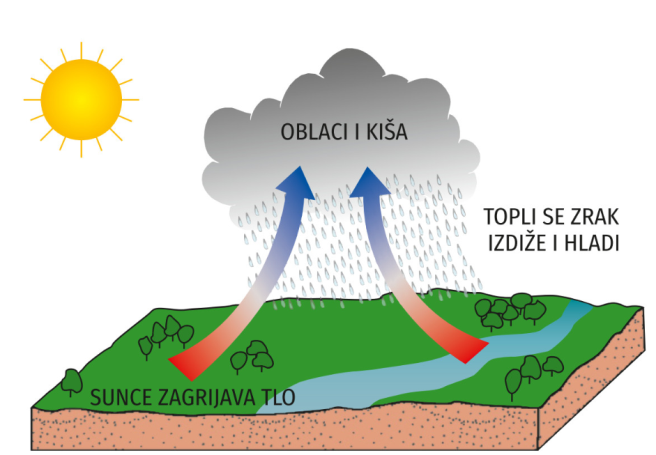 OBLACI I KIŠA
TOPLI SE ZRAK
IZDIŽE I HLADI
SUNCE ZAGRIJAVA TLO